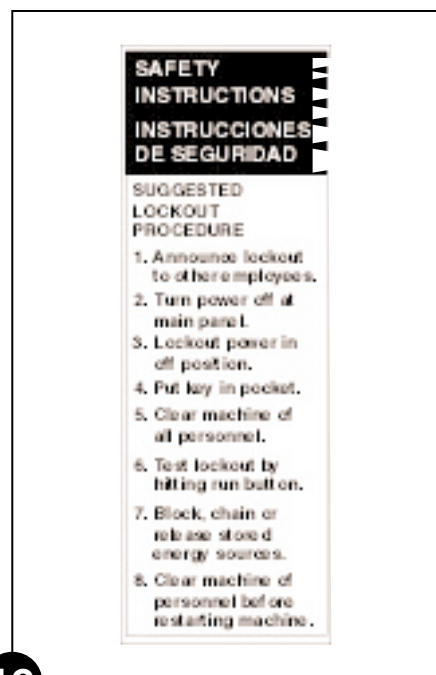 SAFETY
INSTRUCTIONS
INSTRUCCIONES
DE SEGURIDAD
SUGGESTED
LOCKOUT
PROCEDURE
1. Announce lockout
to other employees.
2. Turn power off at
main panel.
3. Lockout power in
off position.
4. Put key in pocket.
5. Clear machine of
all personnel.
6. Test lockout by
hitting run button.
7. Block, chain or
release stored
energy sources.
8. Clear machine of
personnel before
restarting machine.